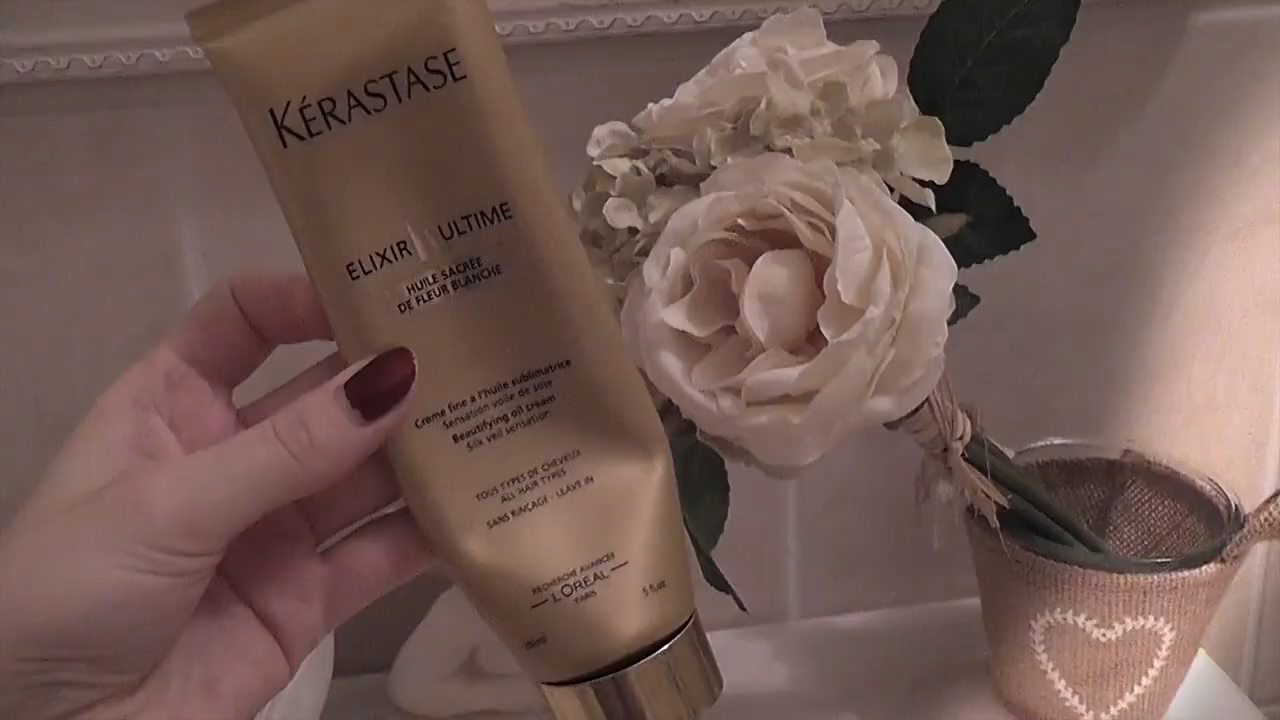 KÉRASTASE
ELIXIR ULTIME
HUILE SACRÉE
DE FLEUR BLANCHE
Crème fine à l'huile sublimatrice
Sensation voile de soie
Beautifying oil cream
Silk veil sensation
TOUS TYPES DE CHEVEUX
ALL HAIR TYPES
SANS RINÇAGE - LEAVE IN
RECHERCHE AVANCÉE
L'ORÉAL
PARIS
5 fl.oz